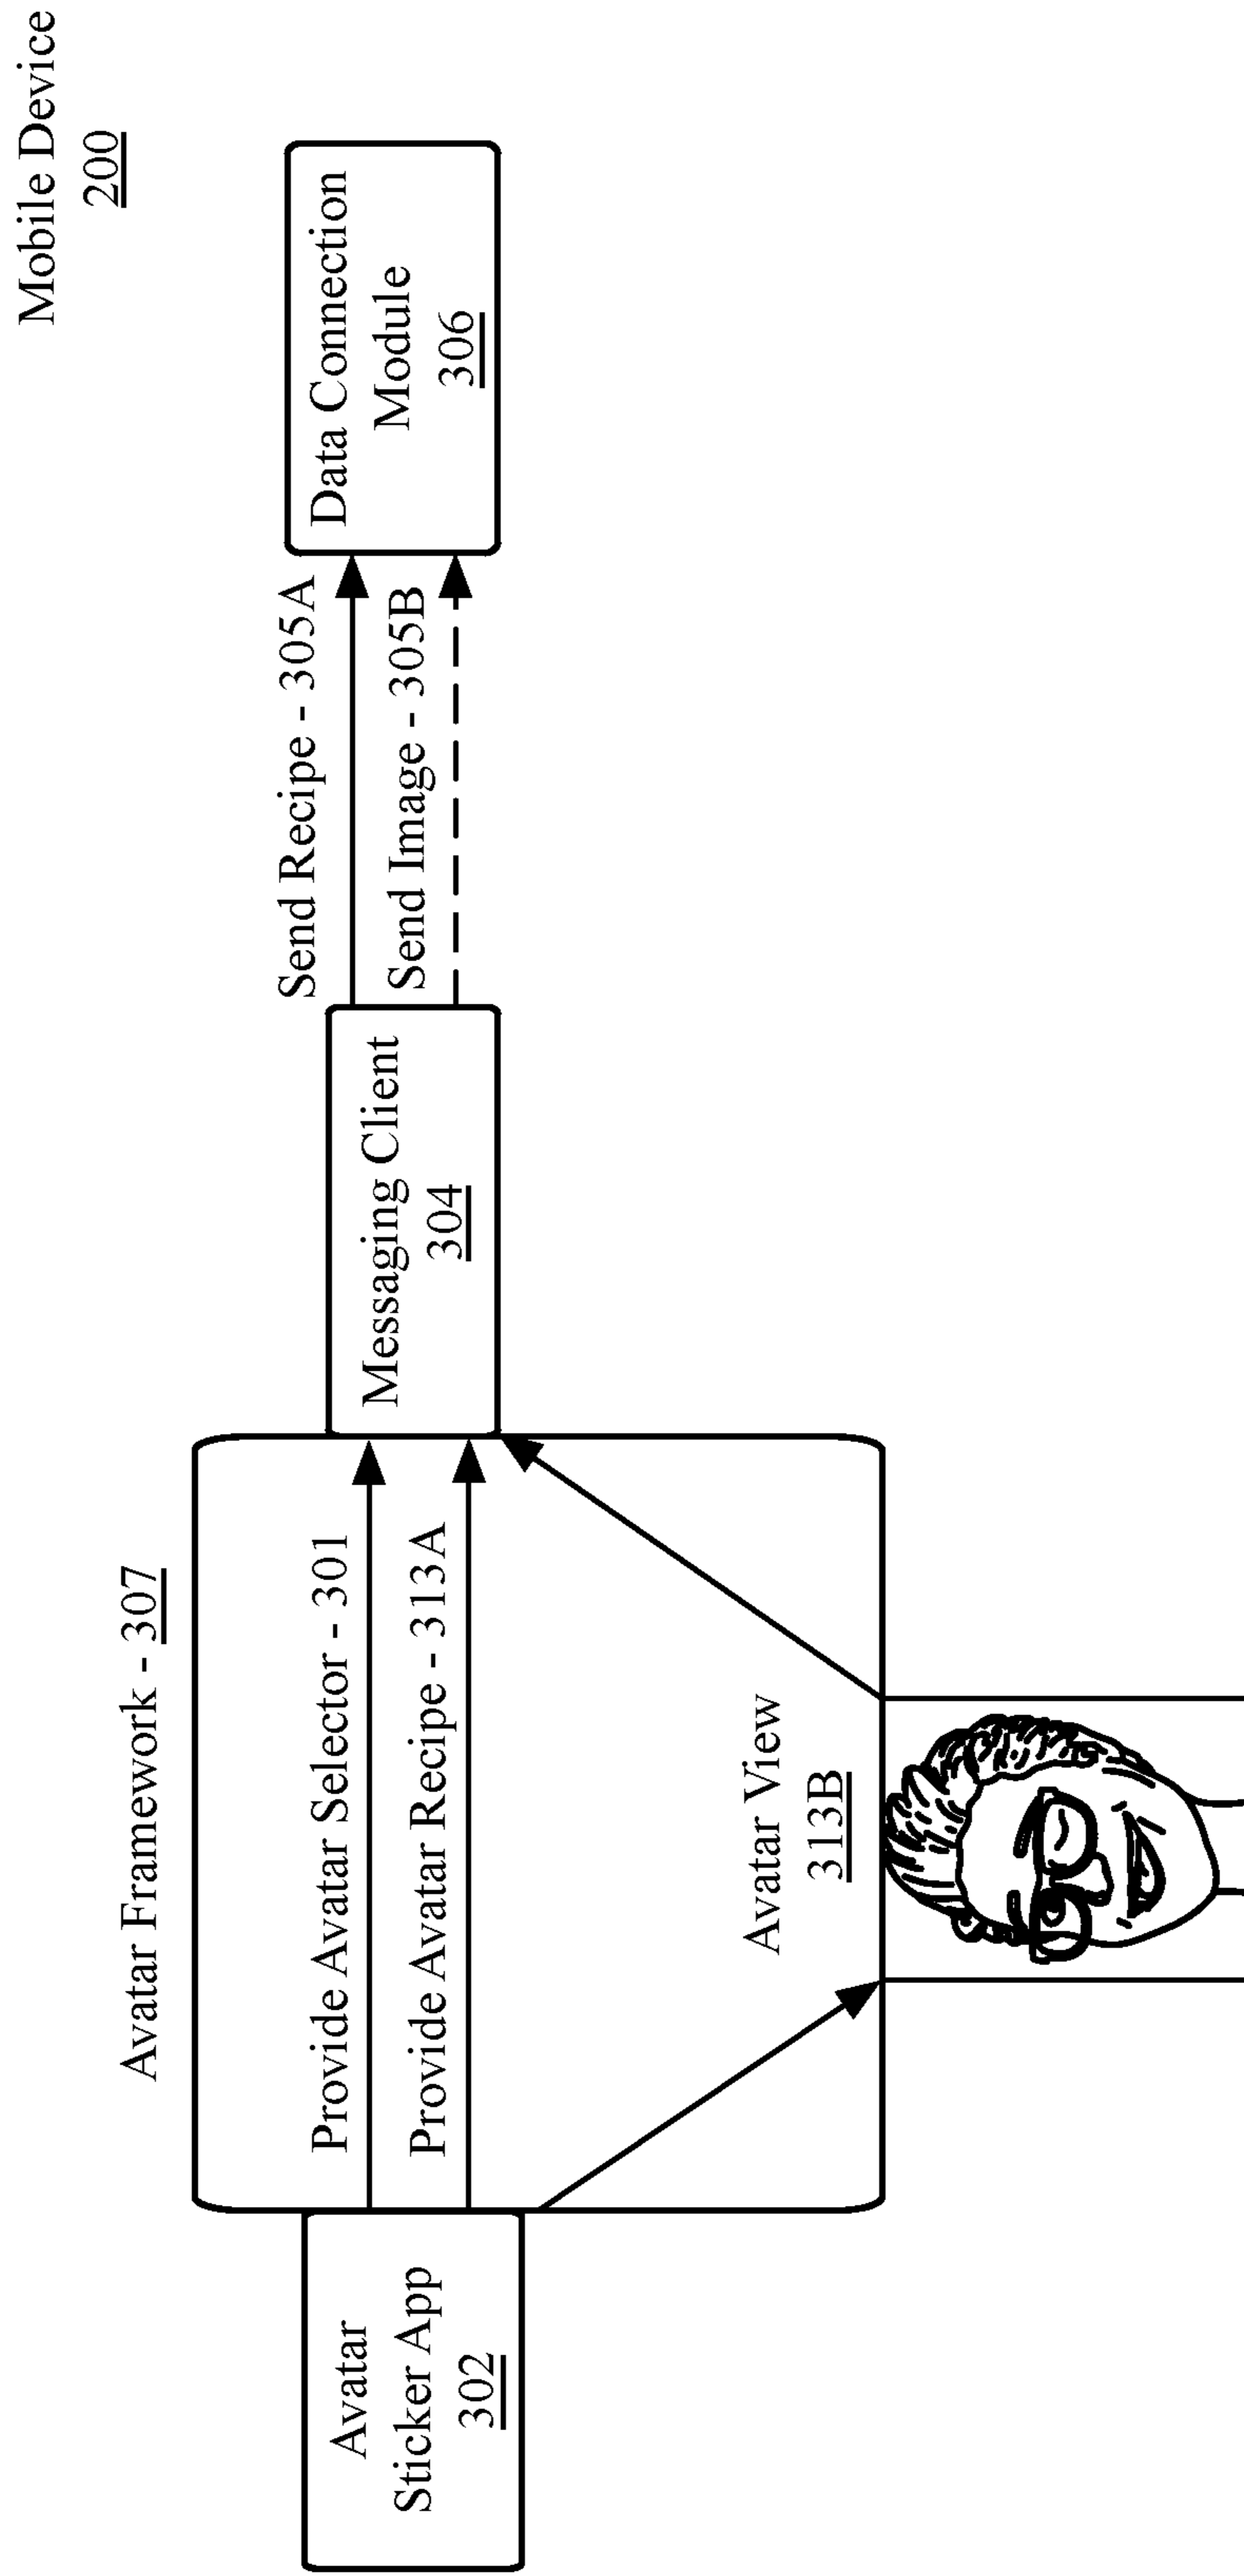 Mobile Device
200
Avatar Framework - 307
Avatar
Sticker App
302
Provide Avatar Selector - 301
Provide Avatar Recipe - 313A
Avatar View
313B
Messaging Client
304
Send Recipe - 305A
Send Image - 305B
Data Connection
Module
306